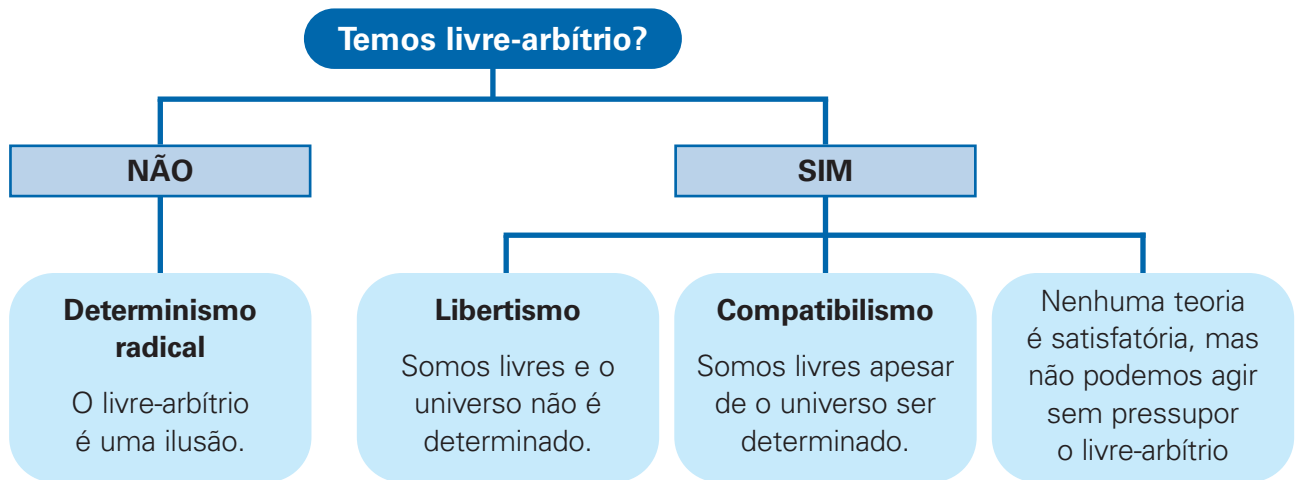 Temos livre-arbítrio?
NÃO
SIM
Determinismo
radical
O livre-arbítrio
é uma ilusão.
Libertismo
Somos livres e o
universo não é
determinado.
Compatibilismo
Somos livres apesar
de o universo ser
determinado.
Nenhuma teoria
é satisfatória, mas
não podemos agir
sem pressupor
o livre-arbítrio